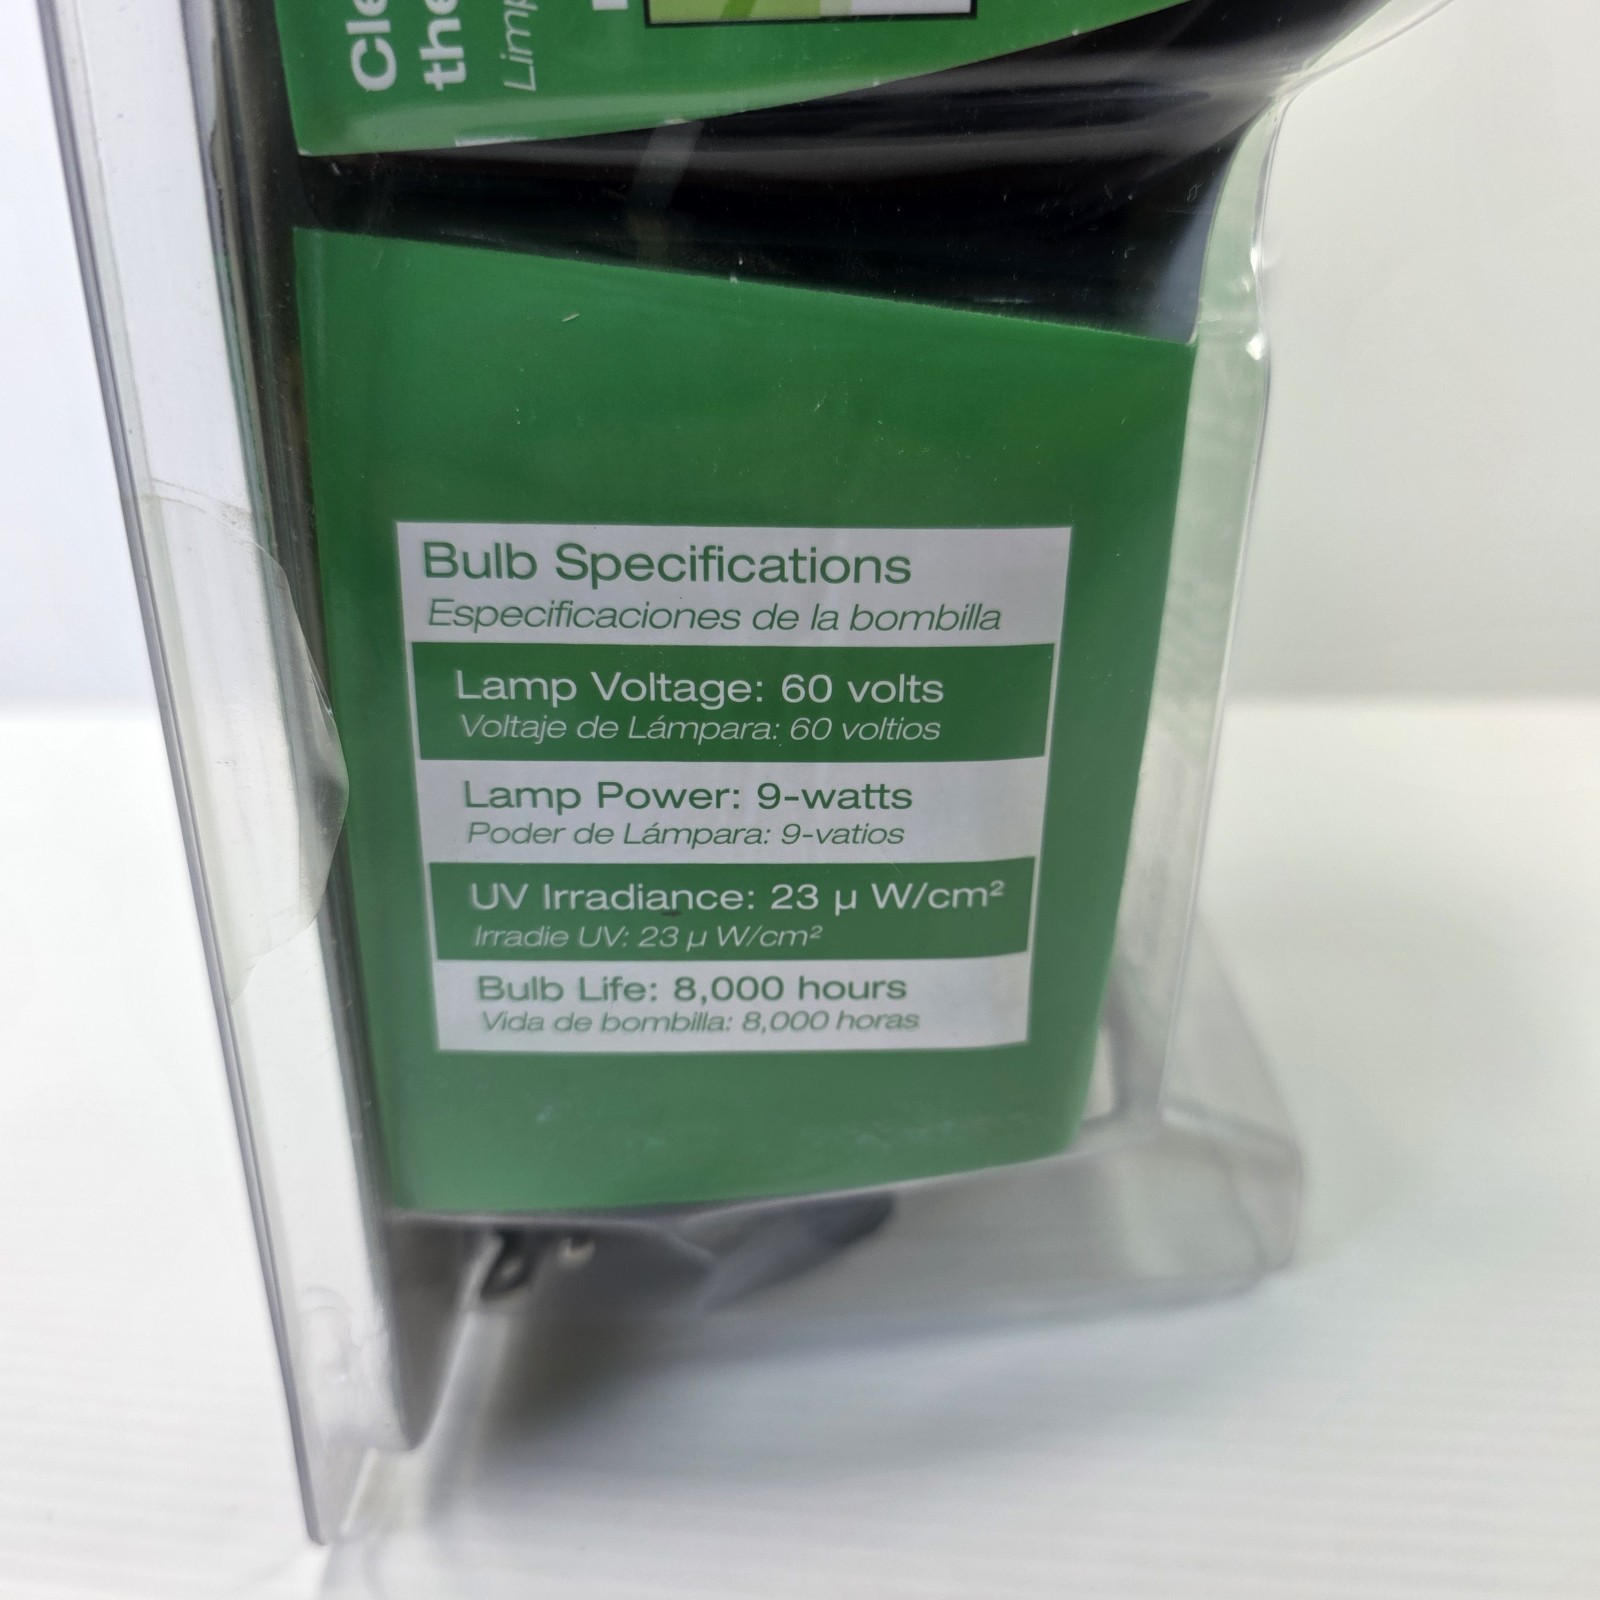 the
Bulb Specifications
Especificaciones de la bombilla
Lamp Voltage: 60 volts
Voltaje de Lámpara: 60 voltios
Lamp Power: 9-watts
Poder de Lámpara: 9-vatios
UV Irradiance: 23 µ W/cm²
Irradie UV: 23 µ W/cm²
Bulb Life: 8,000 hours
Vida de bombilla: 8,000 horas